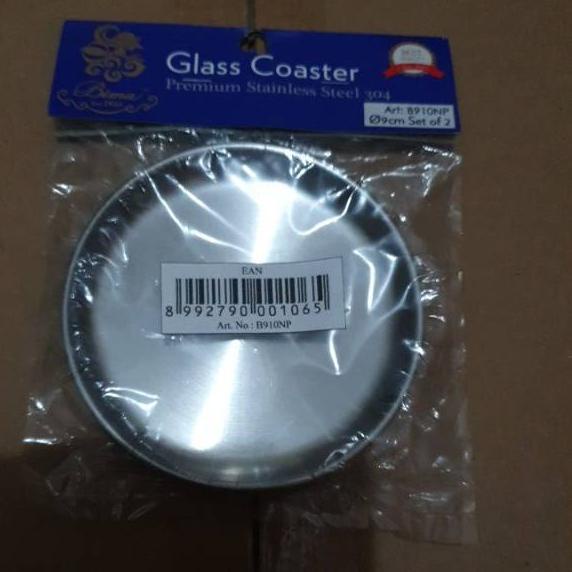 Bima
Glass Coaster
Premium Stainless Steel 304
Art: B910NP
Ø9cm Set of 2
EAN
8 992790 001065
Art. No : B910NP